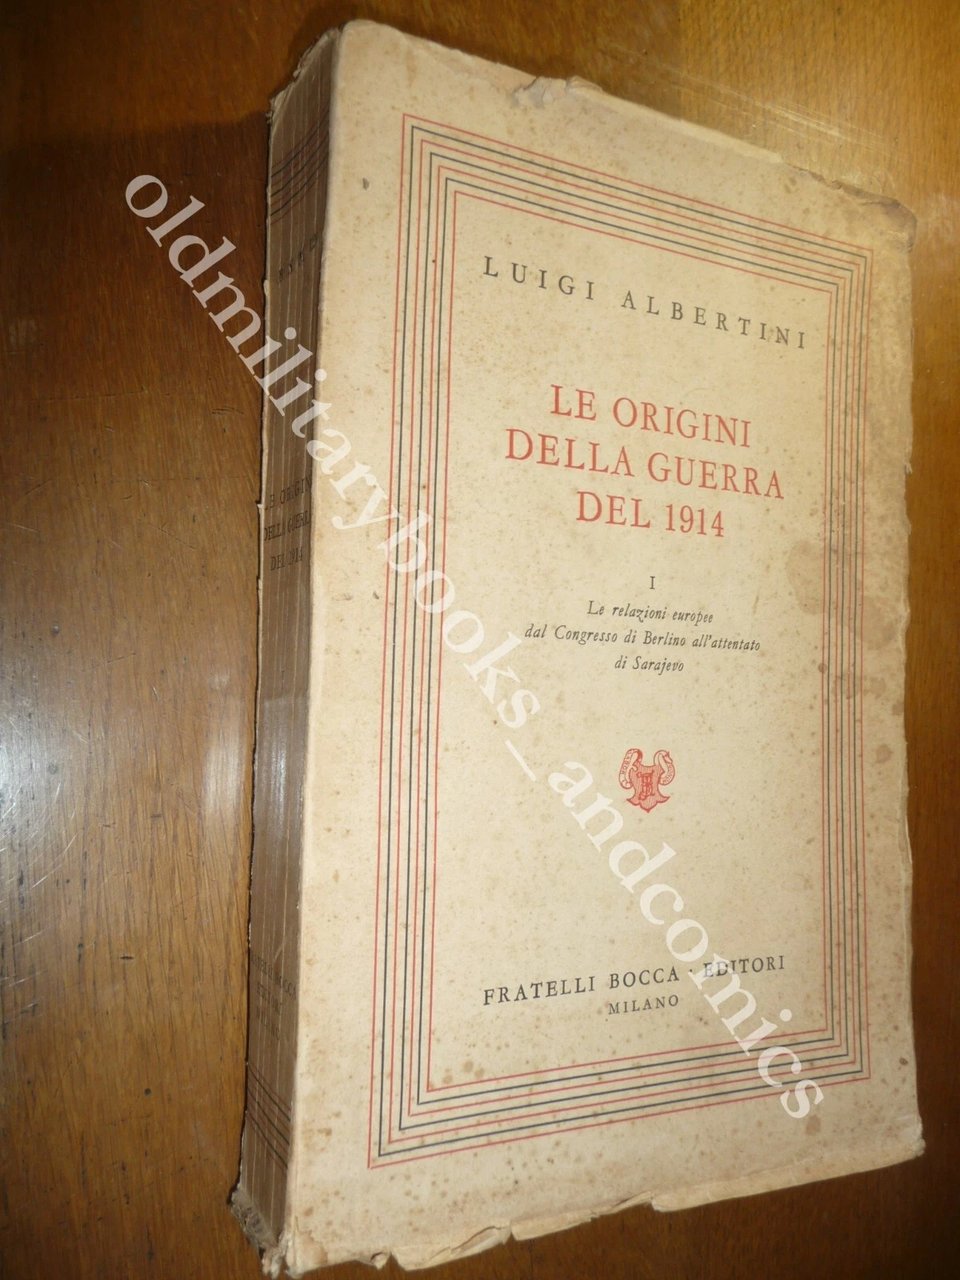 LUIGI ALBERTINI
LE ORIGINI
DELLA GUERRA
DEL 1914
I
Le relazioni europee
dal Congresso di Berlino all'attentato
di Sarajevo
FRATELLI BOCCA · EDITORI
MILANO
LE ORIGINI
DELLA GUERRA
DEL 1914
oldmilitarybooks_andcomics